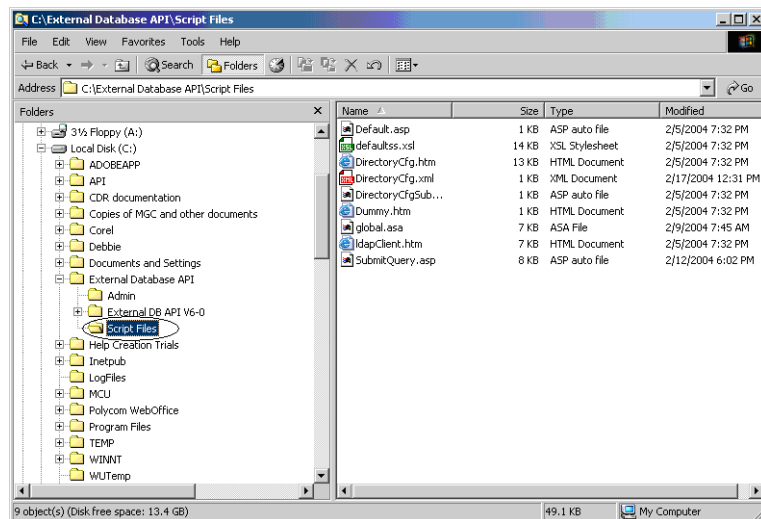 C:\External Database API\Script Files
File Edit View Favorites Tools Help
Back Search Folders
Address C:\External Database API\Script Files Go
Folders
3½ Floppy (A:)
Local Disk (C:)
ADOBEAPP
API
CDR documentation
Copies of MGC and other documents
Corel
Debbie
Documents and Settings
External Database API
Admin
External DB API V6-0
Script Files
Help Creation Trials
Inetpub
LogFiles
MCU
Polycom WebOffice
Program Files
TEMP
WINNT
WUTemp
Name Size Type Modified
Default.asp 1 KB ASP auto file 2/5/2004 7:32 PM
defaultss.xsl 14 KB XSL Stylesheet 2/5/2004 7:32 PM
DirectoryCfg.htm 13 KB HTML Document 2/5/2004 7:32 PM
DirectoryCfg.xml 1 KB XML Document 2/17/2004 12:31 PM
DirectoryCfgSub... 1 KB ASP auto file 2/5/2004 7:32 PM
Dummy.htm 1 KB HTML Document 2/5/2004 7:32 PM
global.asa 7 KB ASA File 2/9/2004 7:45 AM
ldapClient.htm 7 KB HTML Document 2/5/2004 7:32 PM
SubmitQuery.asp 8 KB ASP auto file 2/12/2004 6:02 PM
9 object(s) (Disk free space: 13.4 GB) 49.1 KB My Computer